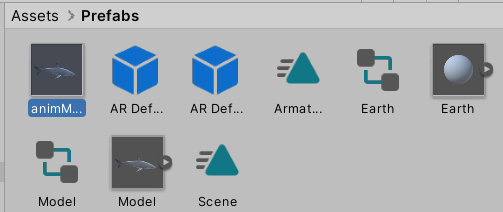 Assets > Prefabs
animM...
AR Def...
AR Def...
Armat...
Earth
Earth
Model
Model
Scene